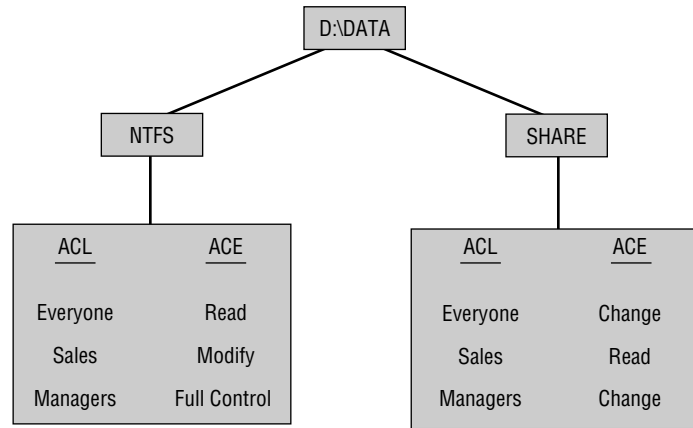 D:\DATA
NTFS
SHARE
ACL ACE
Everyone Read
Sales Modify
Managers Full Control
ACL ACE
Everyone Change
Sales Read
Managers Change